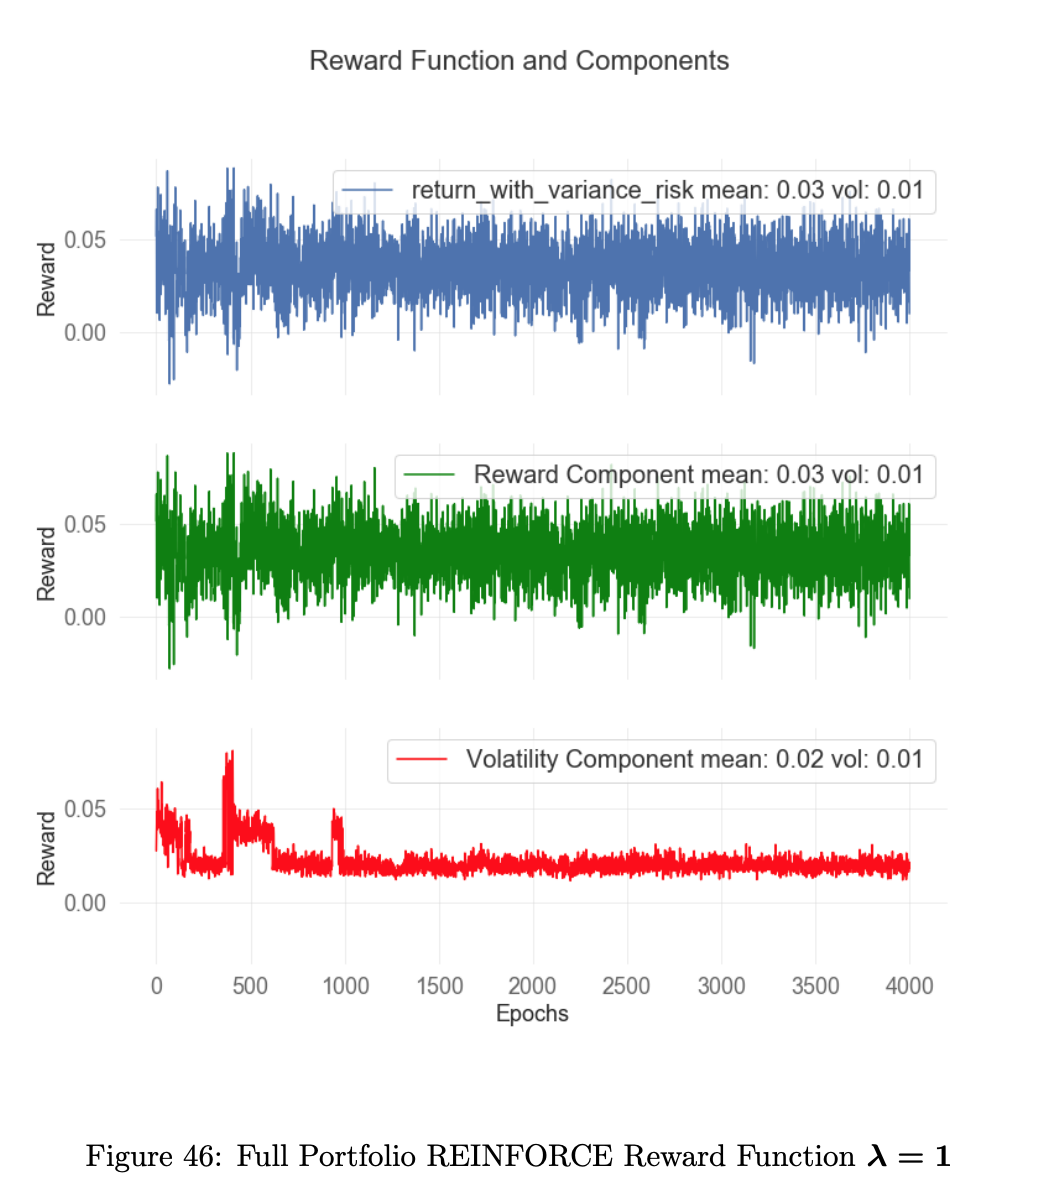 Reward Function and Components
return_with_variance_risk mean: 0.03 vol: 0.01
0.05
Reward
0.00
Reward Component mean: 0.03 vol: 0.01
0.05
Reward
0.00
Volatility Component mean: 0.02 vol: 0.01
0.05
Reward
0.00
0 500 1000 1500 2000 2500 3000 3500 4000
Epochs
Figure 46: Full Portfolio REINFORCE Reward Function λ = 1